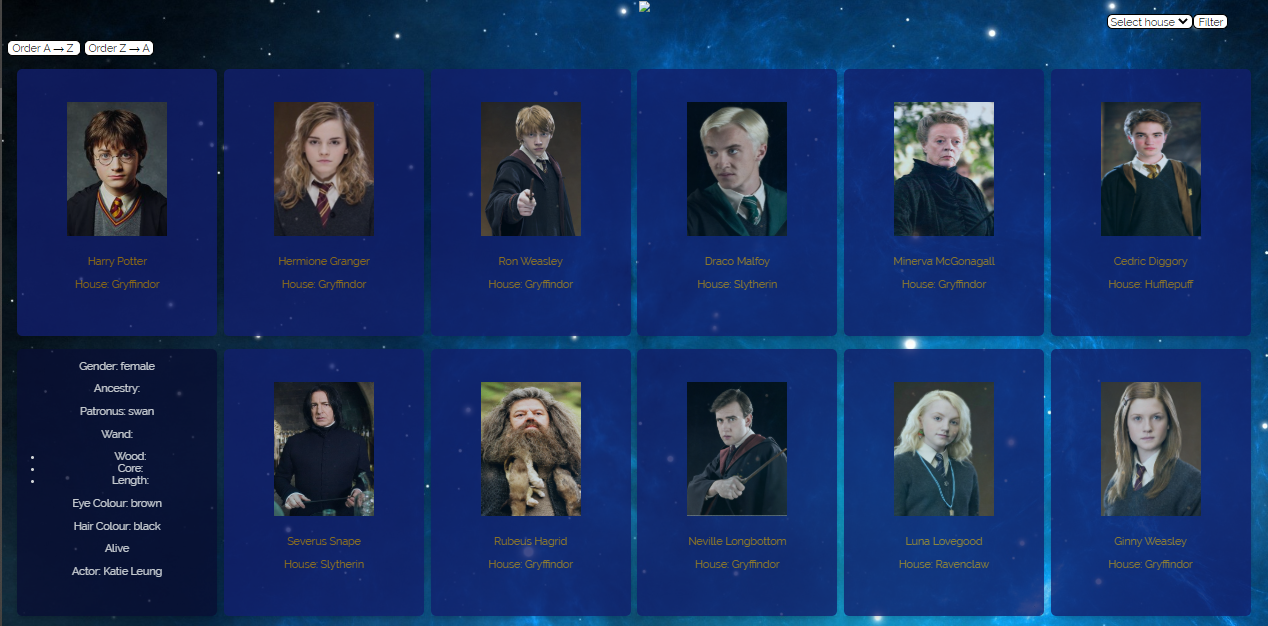 Select house
Filter
Order A → Z
Order Z → A
Harry Potter
House: Gryffindor
Hermione Granger
House: Gryffindor
Ron Weasley
House: Gryffindor
Draco Malfoy
House: Slytherin
Minerva McGonagall
House: Gryffindor
Cedric Diggory
House: Hufflepuff
Gender: female
Ancestry:
Patronus: swan
Wand:
Wood:
Core:
Length:
Eye Colour: brown
Hair Colour: black
Alive
Actor: Katie Leung
Severus Snape
House: Slytherin
Rubeus Hagrid
House: Gryffindor
Neville Longbottom
House: Gryffindor
Luna Lovegood
House: Ravenclaw
Ginny Weasley
House: Gryffindor